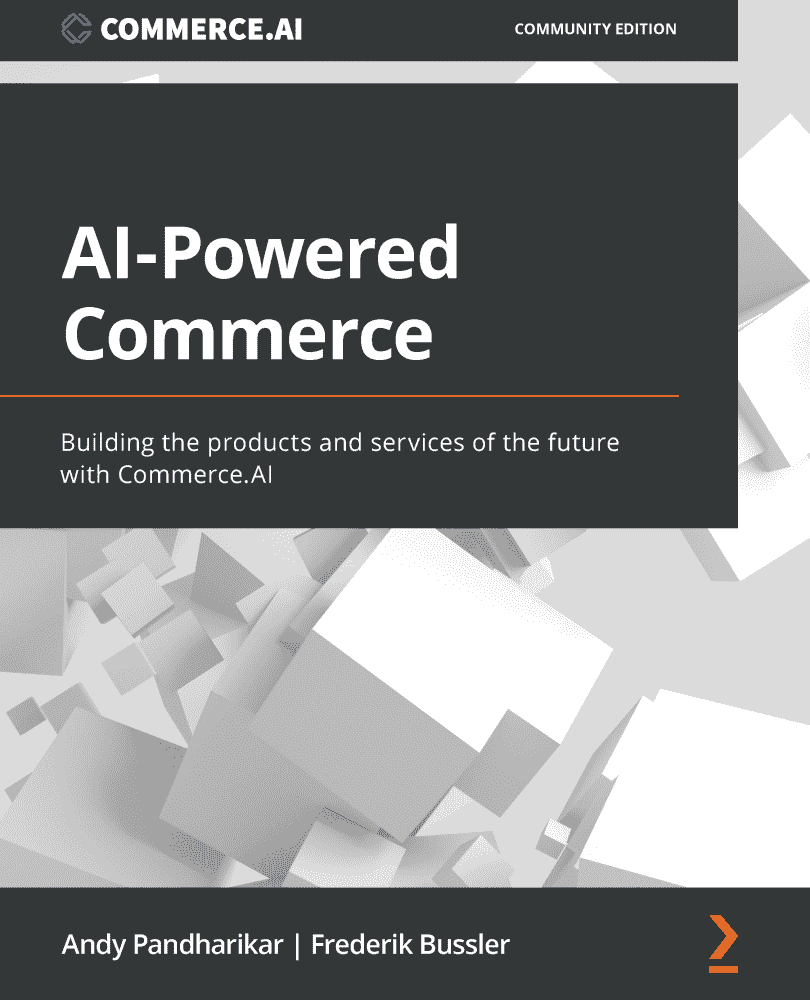 COMMERCE.AI
COMMUNITY EDITION
AI-Powered
Commerce
Building the products and services of the future
with Commerce.AI
Andy Pandharikar | Frederik Bussler